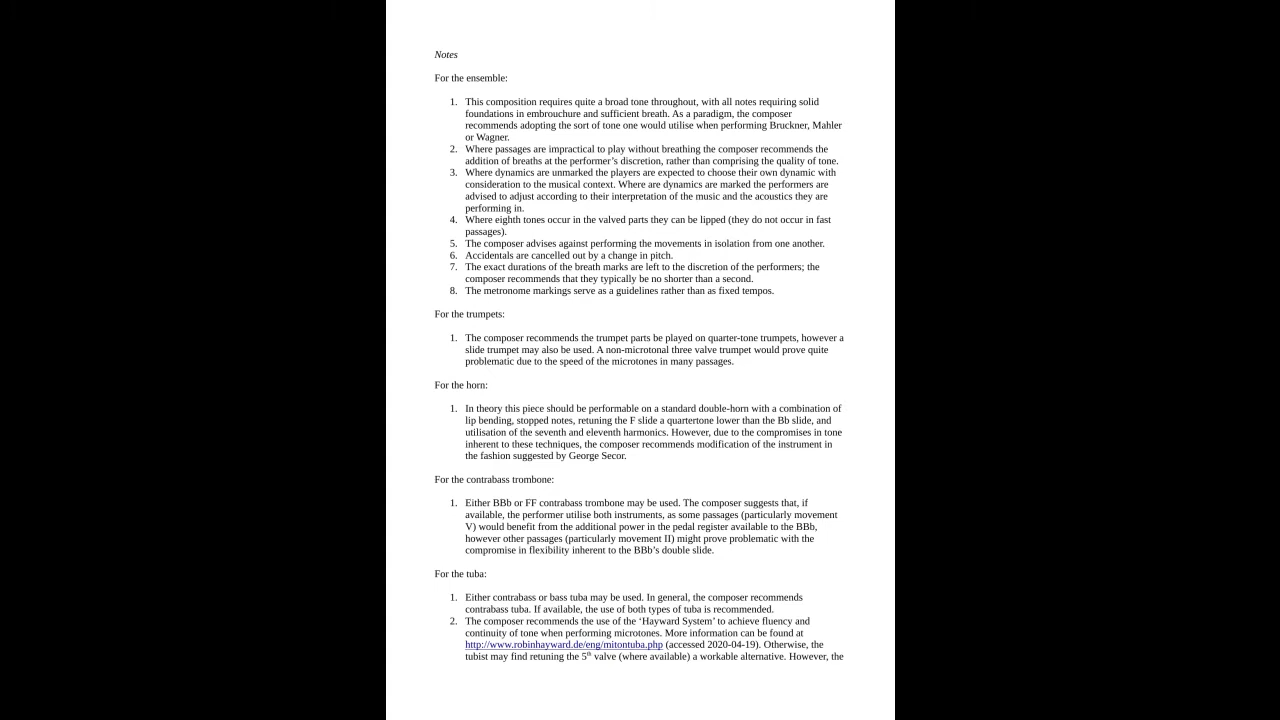 Notes
For the ensemble:
1. This composition requires quite a broad tone throughout, with all notes requiring solid
foundations in embrouchure and sufficient breath. As a paradigm, the composer
recommends adopting the sort of tone one would utilise when performing Bruckner, Mahler
or Wagner.
2. Where passages are impractical to play without breathing the composer recommends the
addition of breaths at the performer’s discretion, rather than comprising the quality of tone.
3. Where dynamics are unmarked the players are expected to choose their own dynamic with
consideration to the musical context. Where are dynamics are marked the performers are
advised to adjust according to their interpretation of the music and the acoustics they are
performing in.
4. Where eighth tones occur in the valved parts they can be lipped (they do not occur in fast
passages).
5. The composer advises against performing the movements in isolation from one another.
6. Accidentals are cancelled out by a change in pitch.
7. The exact durations of the breath marks are left to the discretion of the performers; the
composer recommends that they typically be no shorter than a second.
8. The metronome markings serve as a guidelines rather than as fixed tempos.
For the trumpets:
1. The composer recommends the trumpet parts be played on quarter-tone trumpets, however a
slide trumpet may also be used. A non-microtonal three valve trumpet would prove quite
problematic due to the speed of the microtones in many passages.
For the horn:
1. In theory this piece should be performable on a standard double-horn with a combination of
lip bending, stopped notes, retuning the F slide a quartertone lower than the Bb slide, and
utilisation of the seventh and eleventh harmonics. However, due to the compromises in tone
inherent to these techniques, the composer recommends modification of the instrument in
the fashion suggested by George Secor.
For the contrabass trombone:
1. Either BBb or FF contrabass trombone may be used. The composer suggests that, if
available, the performer utilise both instruments, as some passages (particularly movement
V) would benefit from the additional power in the pedal register available to the BBb,
however other passages (particularly movement II) might prove problematic with the
compromise in flexibility inherent to the BBb’s double slide.
For the tuba:
1. Either contrabass or bass tuba may be used. In general, the composer recommends
contrabass tuba. If available, the use of both types of tuba is recommended.
2. The composer recommends the use of the ‘Hayward System’ to achieve fluency and
continuity of tone when performing microtones. More information can be found at
http://www.robinhayward.de/eng/mitontuba.php (accessed 2020-04-19). Otherwise, the
tubist may find retuning the 5th valve (where available) a workable alternative. However, the